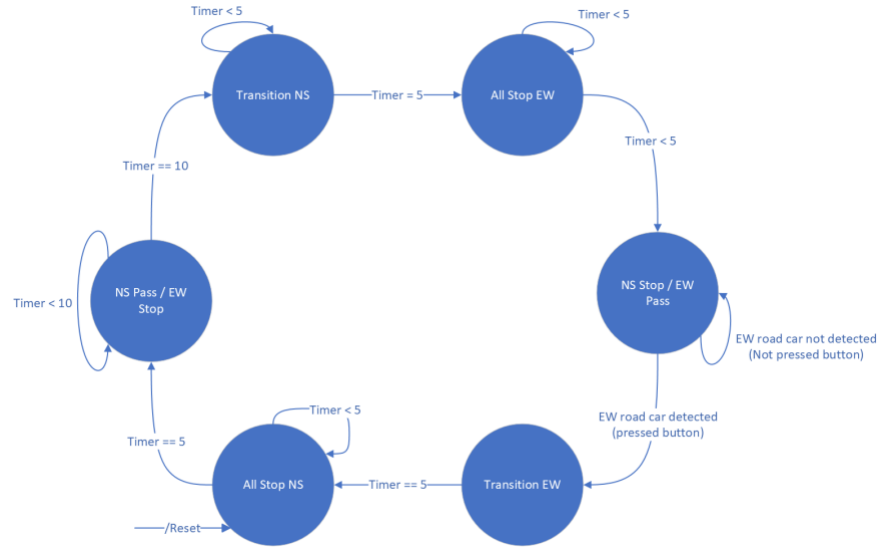 Timer < 5
Timer < 5
Transition NS
Timer = 5
All Stop EW
Timer < 5
Timer == 10
NS Pass / EW
Stop
Timer < 10
NS Stop / EW
Pass
EW road car not detected
(Not pressed button)
EW road car detected
(pressed button)
Timer < 5
Timer == 5
All Stop NS
Timer == 5
Transition EW
/Reset